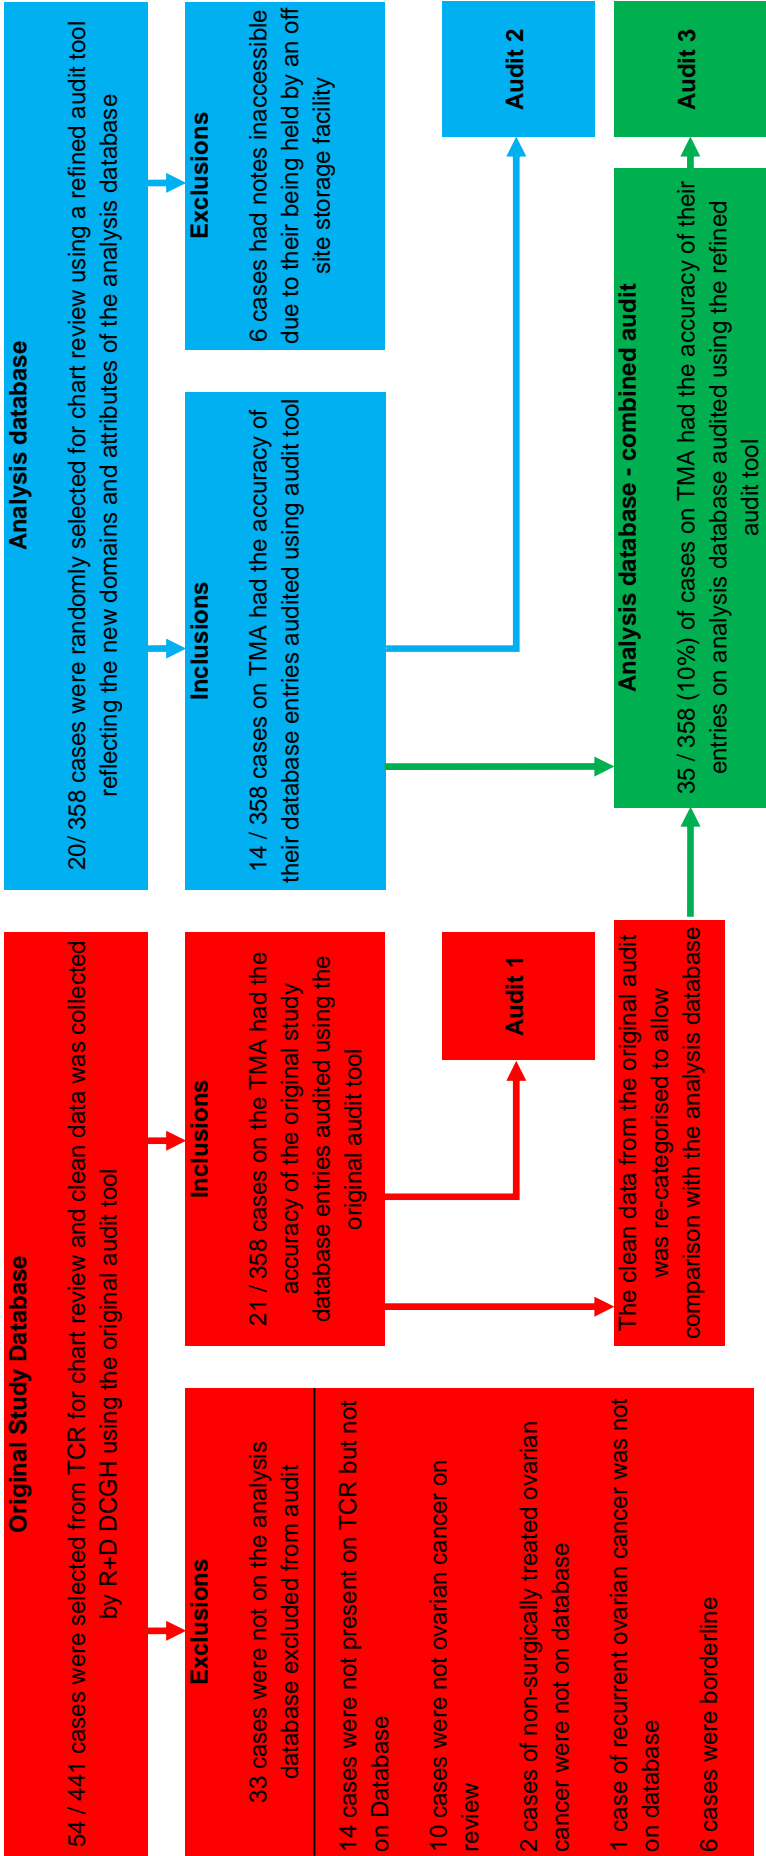 Original Study Database
54 / 441 cases were selected from TCR for chart review and clean data was collected
by R+D DCGH using the original audit tool
Exclusions
33 cases were not on the analysis
database excluded from audit
14 cases were not present on TCR but not
on Database
10 cases were not ovarian cancer on
review
2 cases of non-surgically treated ovarian
cancer were not on database
1 case of recurrent ovarian cancer was not
on database
6 cases were borderline
Inclusions
21 / 358 cases on the TMA had the
accuracy of the original study
database entries audited using the
original audit tool
Audit 1
The clean data from the original audit
was re-categorised to allow
comparison with the analysis database
Analysis database
20/ 358 cases were randomly selected for chart review using a refined audit tool
reflecting the new domains and attributes of the analysis database
Inclusions
14 / 358 cases on TMA had the accuracy of
their database entries audited using audit tool
Exclusions
6 cases had notes inaccessible
due to their being held by an off
site storage facility
Audit 2
Analysis database - combined audit
35 / 358 (10%) of cases on TMA had the accuracy of their
entries on analysis database audited using the refined
audit tool
Audit 3